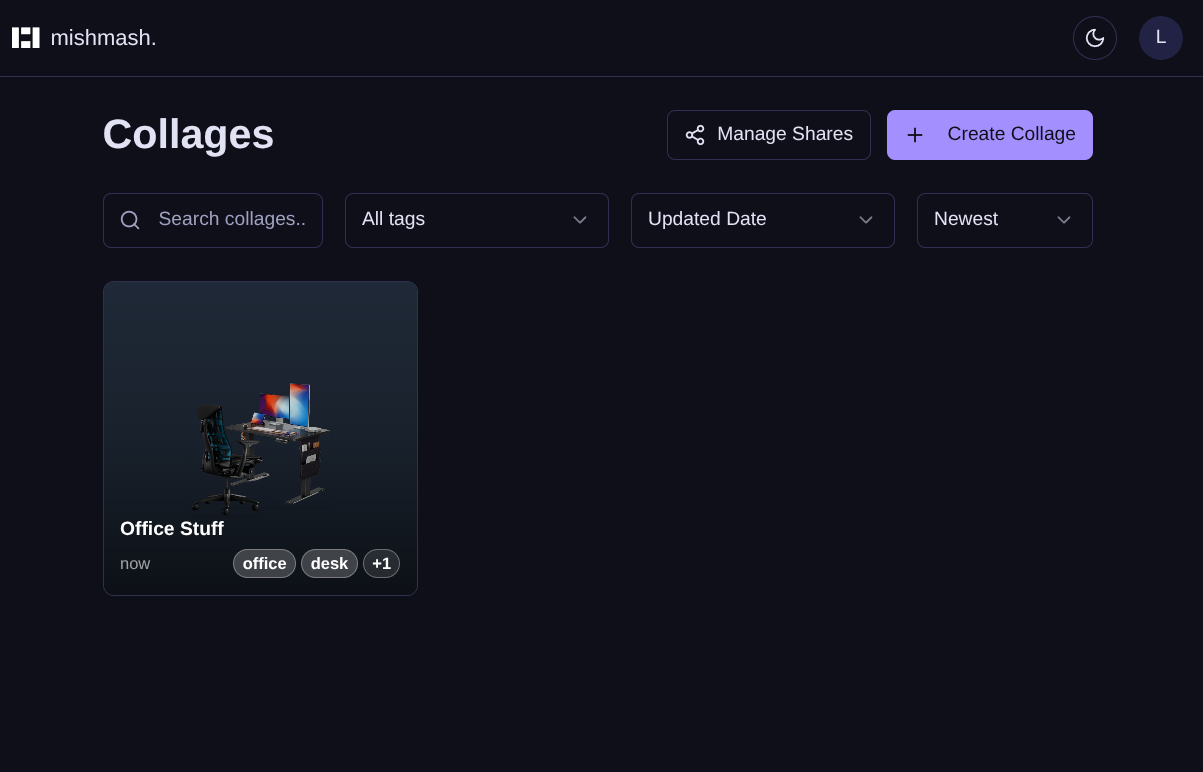 mishmash.
L
Collages
Manage Shares
Create Collage
Search collages..
All tags
Updated Date
Newest
Office Stuff
now
office
desk
+1